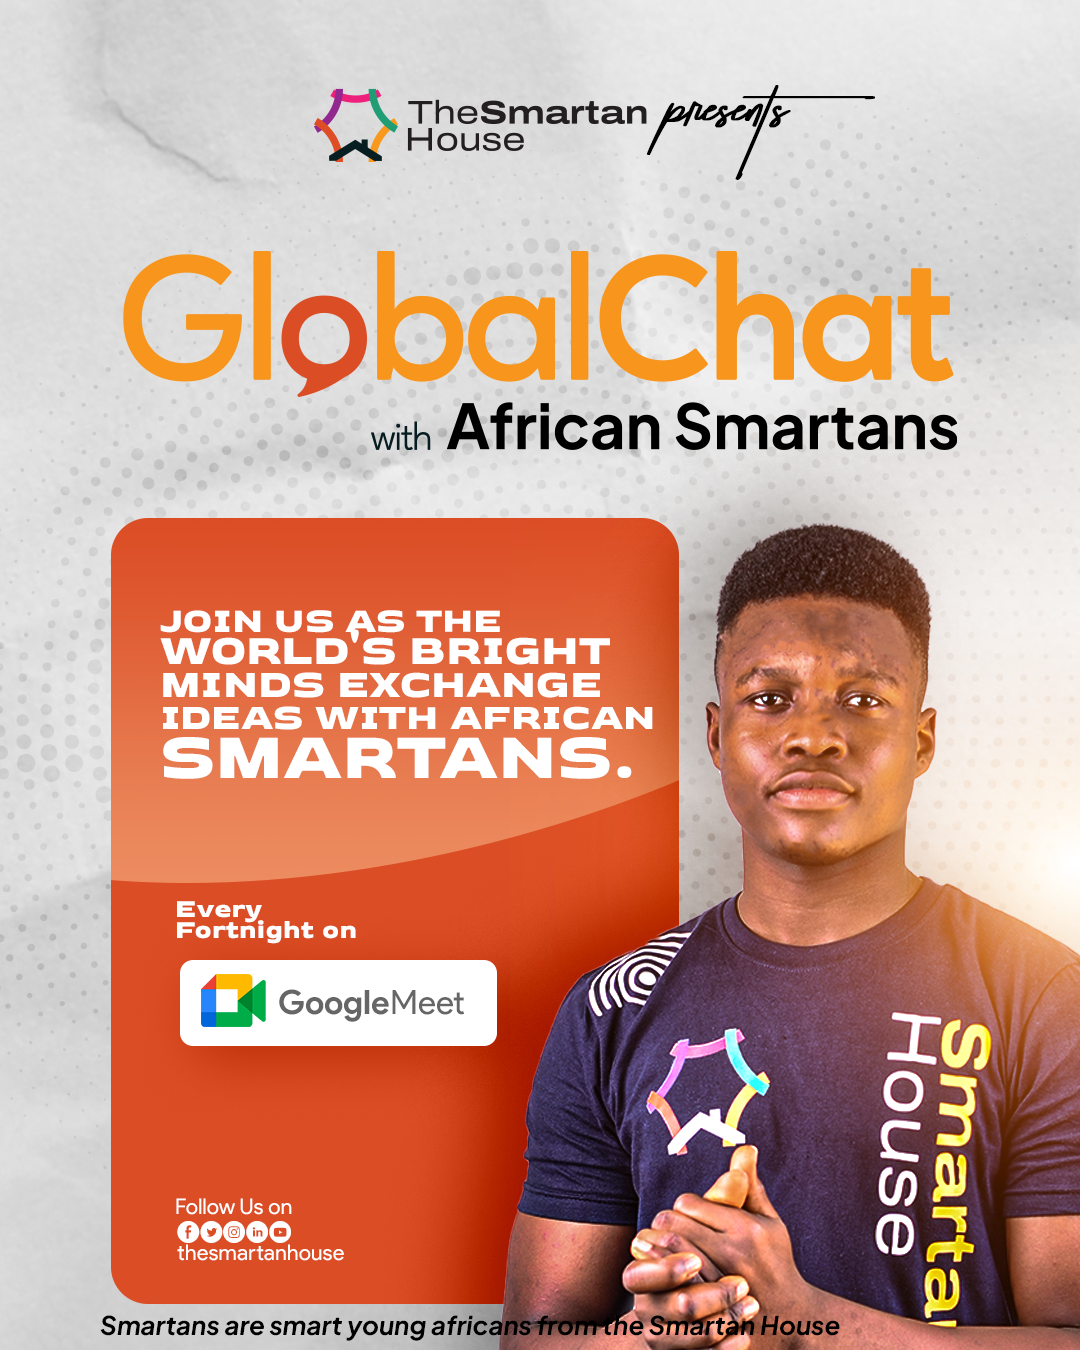 TheSmartan presents
House
GlobalChat
with African Smartans
JOIN US AS THE
WORLD'S BRIGHT
MINDS EXCHANGE
IDEAS WITH AFRICAN
SMARTANS.
Every
Fortnight on
GoogleMeet
Follow Us on
thesmartanhouse
Smarta
House
Smartans are smart young africans from the Smartan House